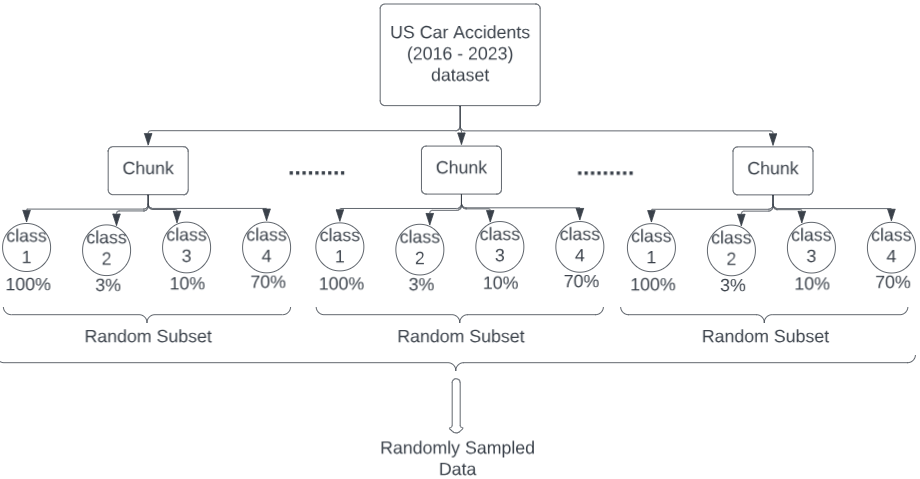 US Car Accidents
(2016 - 2023)
dataset
Chunk
Chunk
Chunk
class
1
100%
class
2
3%
class
3
10%
class
4
70%
class
1
100%
class
2
3%
class
3
10%
class
4
70%
class
1
100%
class
2
3%
class
3
10%
class
4
70%
Random Subset
Random Subset
Random Subset
Randomly Sampled
Data